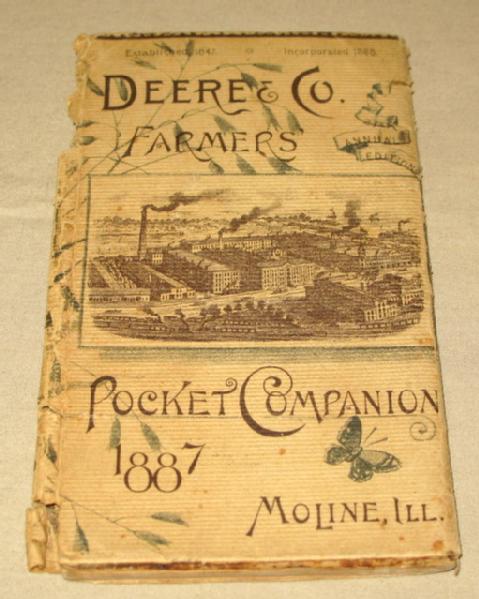 Established 1847. Incorporated 1868.
DEERE & CO.
FARMERS'
ANNUAL
EDITION
POCKET COMPANION
1887
MOLINE, ILL.